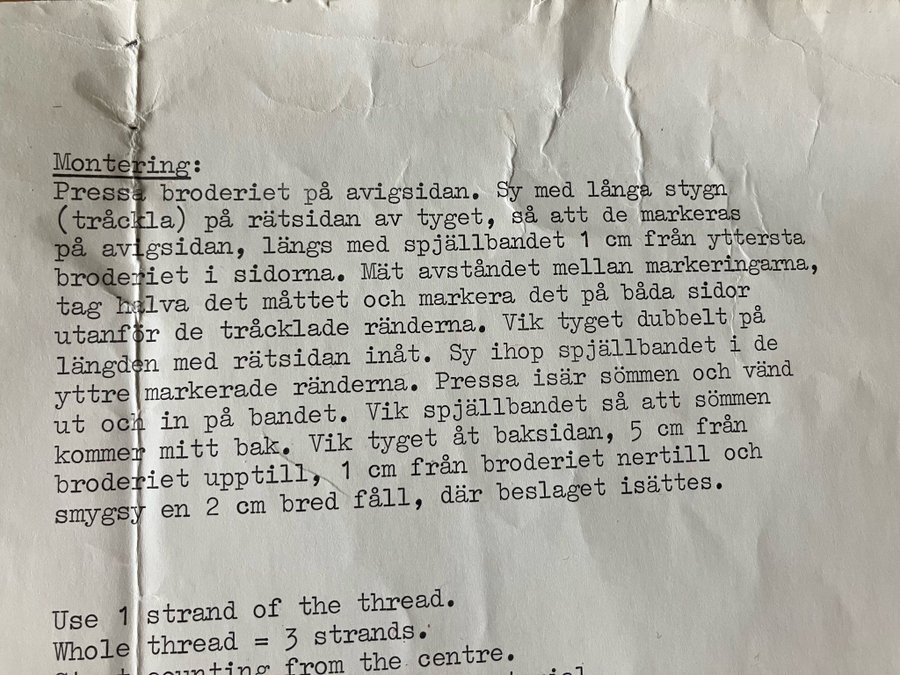 Montering:
Pressa broderiet på avigsidan. Sy med långa stygn
(tråckla) på rätsidan av tyget, så att de markeras
på avigsidan, längs med spjällbandet 1 cm från yttersta
broderiet i sidorna. Mät avståndet mellan markeringarna,
tag halva det måttet och markera det på båda sidor
utanför de tråcklade ränderna. Vik tyget dubbelt på
längden med rätsidan inåt. Sy ihop spjällbandet i de
yttre markerade ränderna. Pressa isär sömmen och vänd
ut och in på bandet. Vik spjällbandet så att sömmen
kommer mitt bak. Vik tyget åt baksidan, 5 cm från
broderiet upptill, 1 cm från broderiet nertill och
smygsy en 2 cm bred fåll, där beslaget isättes.
Use 1 strand of the thread.
Whole thread = 3 strands.
counting from the centre.